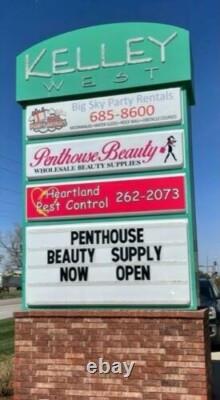 KELLEY
WEST
Big Sky Party Rentals
685-8600
Penthouse Beauty
WHOLESALE BEAUTY SUPPLIES
Heartland
Pest Control 262-2073
PENTHOUSE
BEAUTY SUPPLY
NOW OPEN
ebay